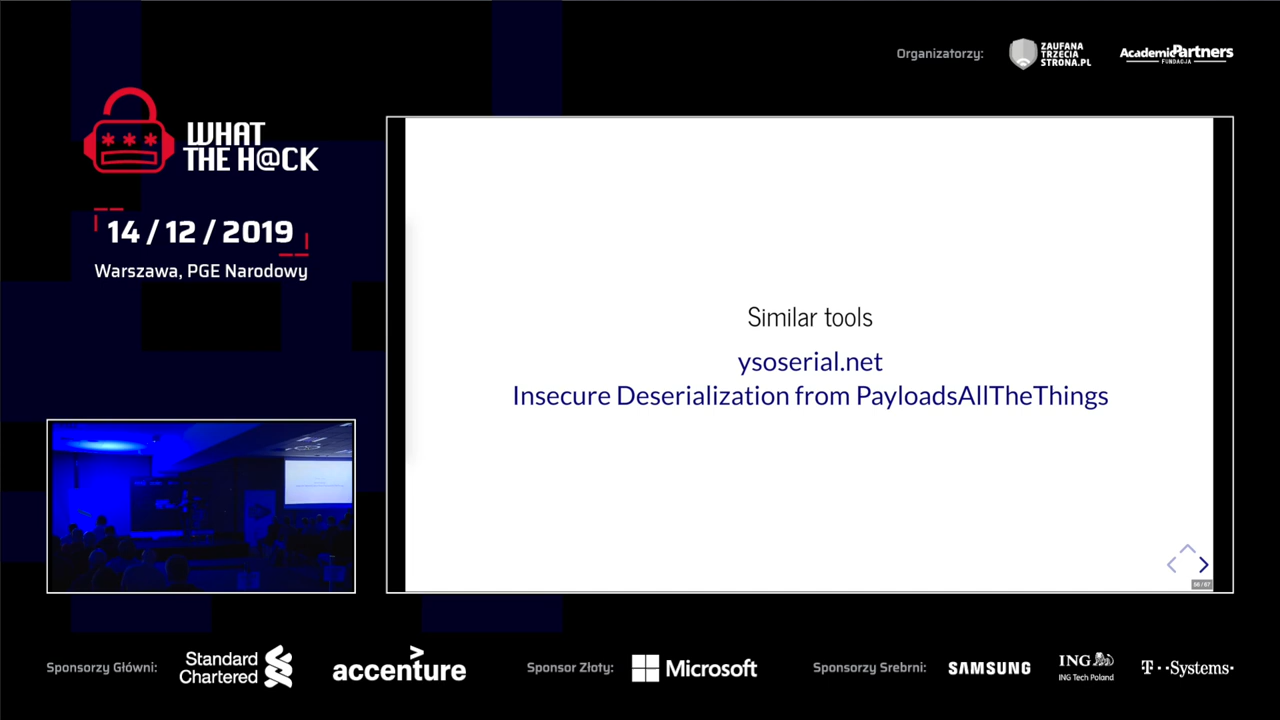 Organizatorzy:
ZAUFANA
TRZECIA
STRONA.PL
AcademicPartners
FUNDACJA
WHAT
THE H@CK
14 / 12 / 2019
Warszawa, PGE Narodowy
Similar tools
ysoserial.net
Insecure Deserialization from PayloadsAllTheThings
Sponsorzy Główni:
Standard
Chartered
accenture
Sponsor Złoty:
Microsoft
Sponsorzy Srebrni:
SAMSUNG
ING
ING Tech Poland
T · · Systems ·